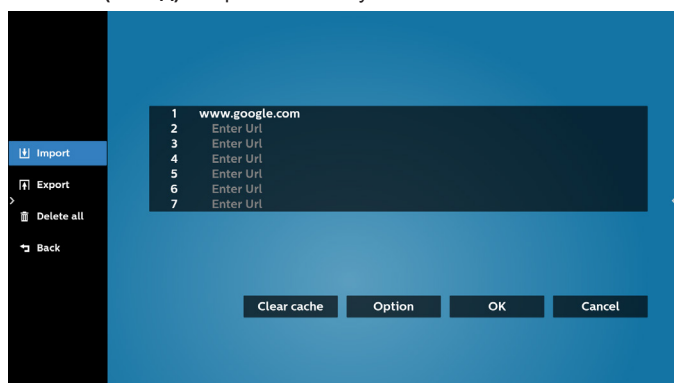 1 www.google.com
2 Enter Url
3 Enter Url
4 Enter Url
5 Enter Url
6 Enter Url
7 Enter Url
Import
Export
>
Delete all
Back
Clear cache Option OK Cancel